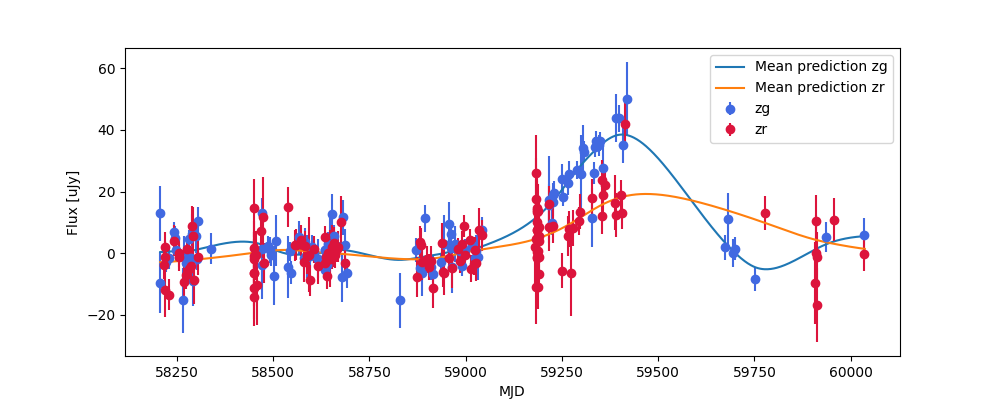 60
40
20
0
−20
Flux [uJy]
58250 58500 58750 59000 59250 59500 59750 60000
MJD
Mean prediction zg
Mean prediction zr
zg
zr